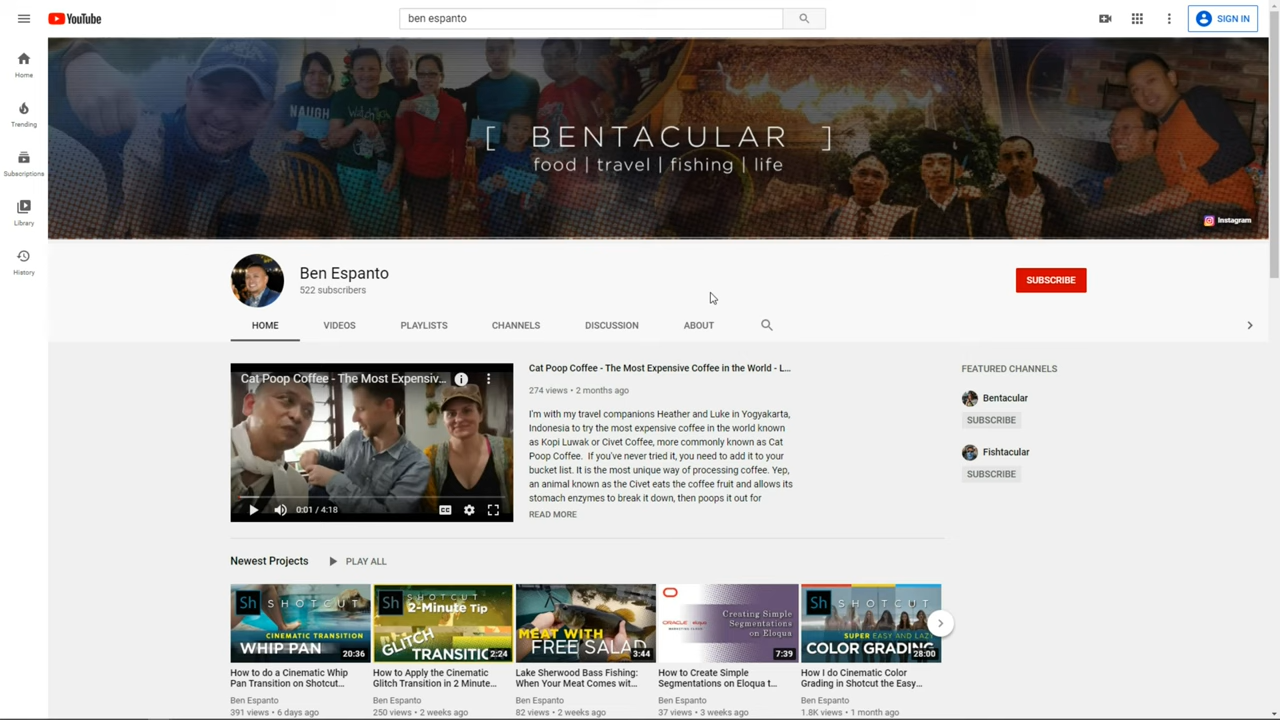 YouTube
ben espanto
SIGN IN
Home
Trending
Subscriptions
Library
History
[ BENTACULAR ]
food | travel | fishing | life
Instagram
Ben Espanto
522 subscribers
SUBSCRIBE
HOME
VIDEOS
PLAYLISTS
CHANNELS
DISCUSSION
ABOUT
Cat Poop Coffee - The Most Expensiv...
0:01 / 4:18
Cat Poop Coffee - The Most Expensive Coffee in the World - L...
274 views • 2 months ago
I'm with my travel companions Heather and Luke in Yogyakarta,
Indonesia to try the most expensive coffee in the world known
as Kopi Luwak or Civet Coffee, more commonly known as Cat
Poop Coffee. If you've never tried it, you need to add it to your
bucket list. It is the most unique way of processing coffee. Yep,
an animal known as the Civet eats the coffee fruit and allows its
stomach enzymes to break it down, then poops it out for
READ MORE
FEATURED CHANNELS
Bentacular
SUBSCRIBE
Fishtacular
SUBSCRIBE
Newest Projects
PLAY ALL
Sh SHOTCUT
CINEMATIC TRANSITION
WHIP PAN
20:36
How to do a Cinematic Whip
Pan Transition on Shotcut...
Ben Espanto
391 views • 6 days ago
Sh SHOTCUT
2-Minute Tip
GLITCH
TRANSITIC
2:24
How to Apply the Cinematic
Glitch Transition in 2 Minute...
Ben Espanto
250 views • 2 weeks ago
MEAT WITH
FREE SALAD
3:44
Lake Sherwood Bass Fishing:
When Your Meat Comes wit...
Ben Espanto
82 views • 2 weeks ago
Creating Simple
Segmentations
on Eloqua
ORACLE eloqua
7:39
How to Create Simple
Segmentations on Eloqua t...
Ben Espanto
37 views • 3 weeks ago
Sh SHOTCUT
SUPER EASY AND LAZY
COLOR GRADING
28:00
How I do Cinematic Color
Grading in Shotcut the Easy...
Ben Espanto
1.8K views • 1 month ago